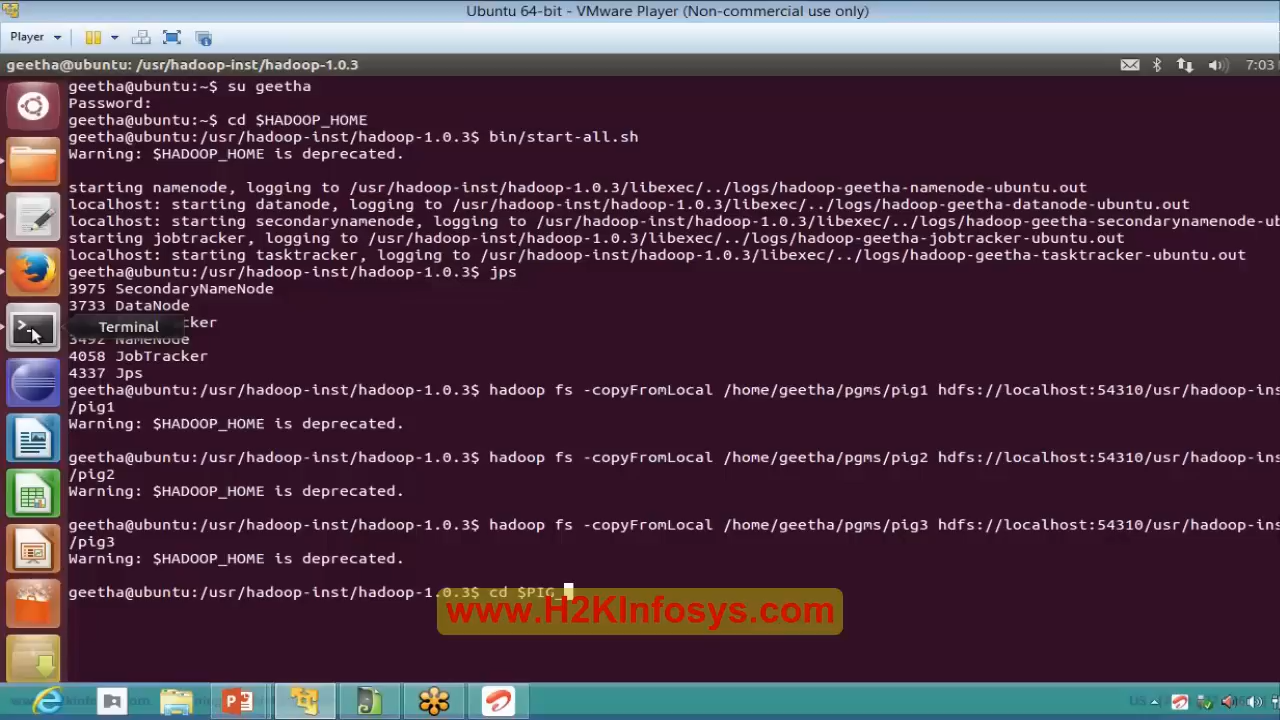 Ubuntu 64-bit - VMware Player (Non-commercial use only)
Player
geetha@ubuntu: /usr/hadoop-inst/hadoop-1.0.3
7:03
geetha@ubuntu:~$ su geetha
Password:
geetha@ubuntu:~$ cd $HADOOP_HOME
geetha@ubuntu:/usr/hadoop-inst/hadoop-1.0.3$ bin/start-all.sh
Warning: $HADOOP_HOME is deprecated.
starting namenode, logging to /usr/hadoop-inst/hadoop-1.0.3/libexec/../logs/hadoop-geetha-namenode-ubuntu.out
localhost: starting datanode, logging to /usr/hadoop-inst/hadoop-1.0.3/libexec/../logs/hadoop-geetha-datanode-ubuntu.out
localhost: starting secondarynamenode, logging to /usr/hadoop-inst/hadoop-1.0.3/libexec/../logs/hadoop-geetha-secondarynamenode-ub
starting jobtracker, logging to /usr/hadoop-inst/hadoop-1.0.3/libexec/../logs/hadoop-geetha-jobtracker-ubuntu.out
localhost: starting tasktracker, logging to /usr/hadoop-inst/hadoop-1.0.3/libexec/../logs/hadoop-geetha-tasktracker-ubuntu.out
geetha@ubuntu:/usr/hadoop-inst/hadoop-1.0.3$ jps
3975 SecondaryNameNode
3733 DataNode
cker
Terminal
3492 NameNode
4058 JobTracker
4337 Jps
geetha@ubuntu:/usr/hadoop-inst/hadoop-1.0.3$ hadoop fs -copyFromLocal /home/geetha/pgms/pig1 hdfs://localhost:54310/usr/hadoop-ins
/pig1
Warning: $HADOOP_HOME is deprecated.
geetha@ubuntu:/usr/hadoop-inst/hadoop-1.0.3$ hadoop fs -copyFromLocal /home/geetha/pgms/pig2 hdfs://localhost:54310/usr/hadoop-ins
/pig2
Warning: $HADOOP_HOME is deprecated.
geetha@ubuntu:/usr/hadoop-inst/hadoop-1.0.3$ hadoop fs -copyFromLocal /home/geetha/pgms/pig3 hdfs://localhost:54310/usr/hadoop-ins
/pig3
Warning: $HADOOP_HOME is deprecated.
geetha@ubuntu:/usr/hadoop-inst/hadoop-1.0.3$ cd $PIG_
www.H2KInfosys.com